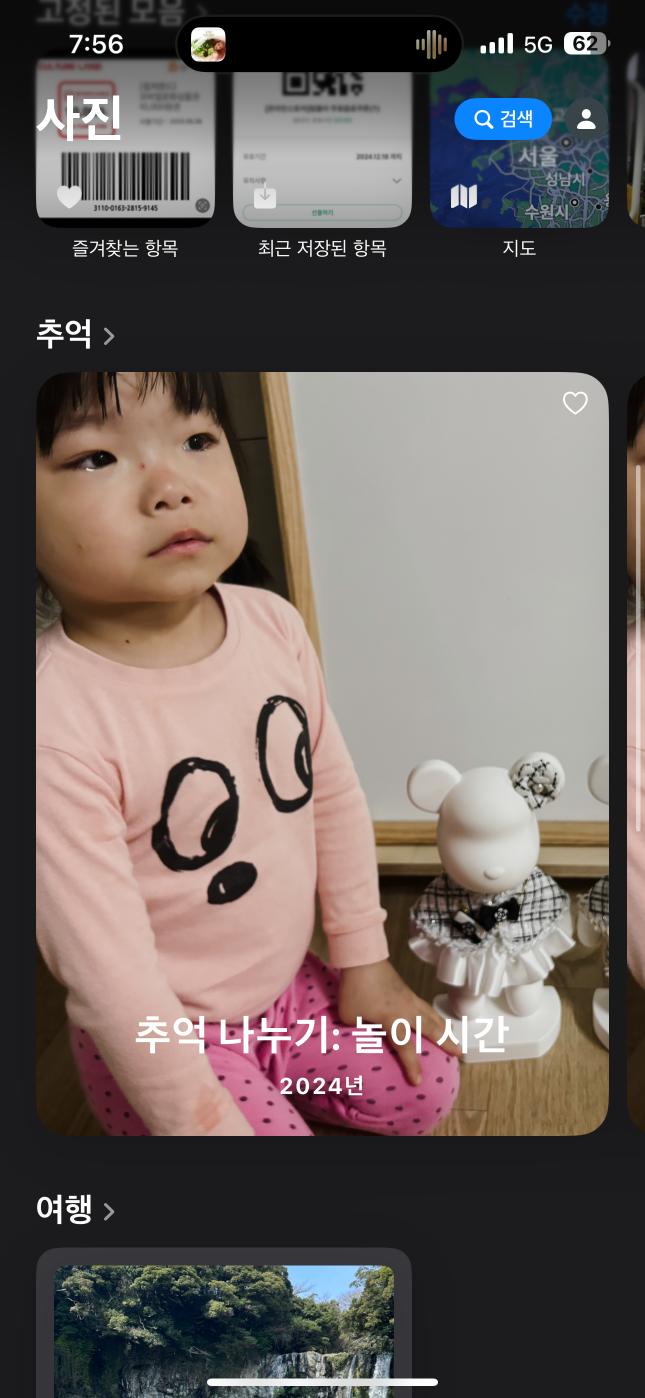 고정된 모음
수정
7:56
5G
62
사진
검색
3110-0163-2815-9145
2024.12.18 까지
서울
성남시
수원시
즐겨찾는 항목
최근 저장된 항목
지도
추억
추억 나누기: 놀이 시간
2024년
여행